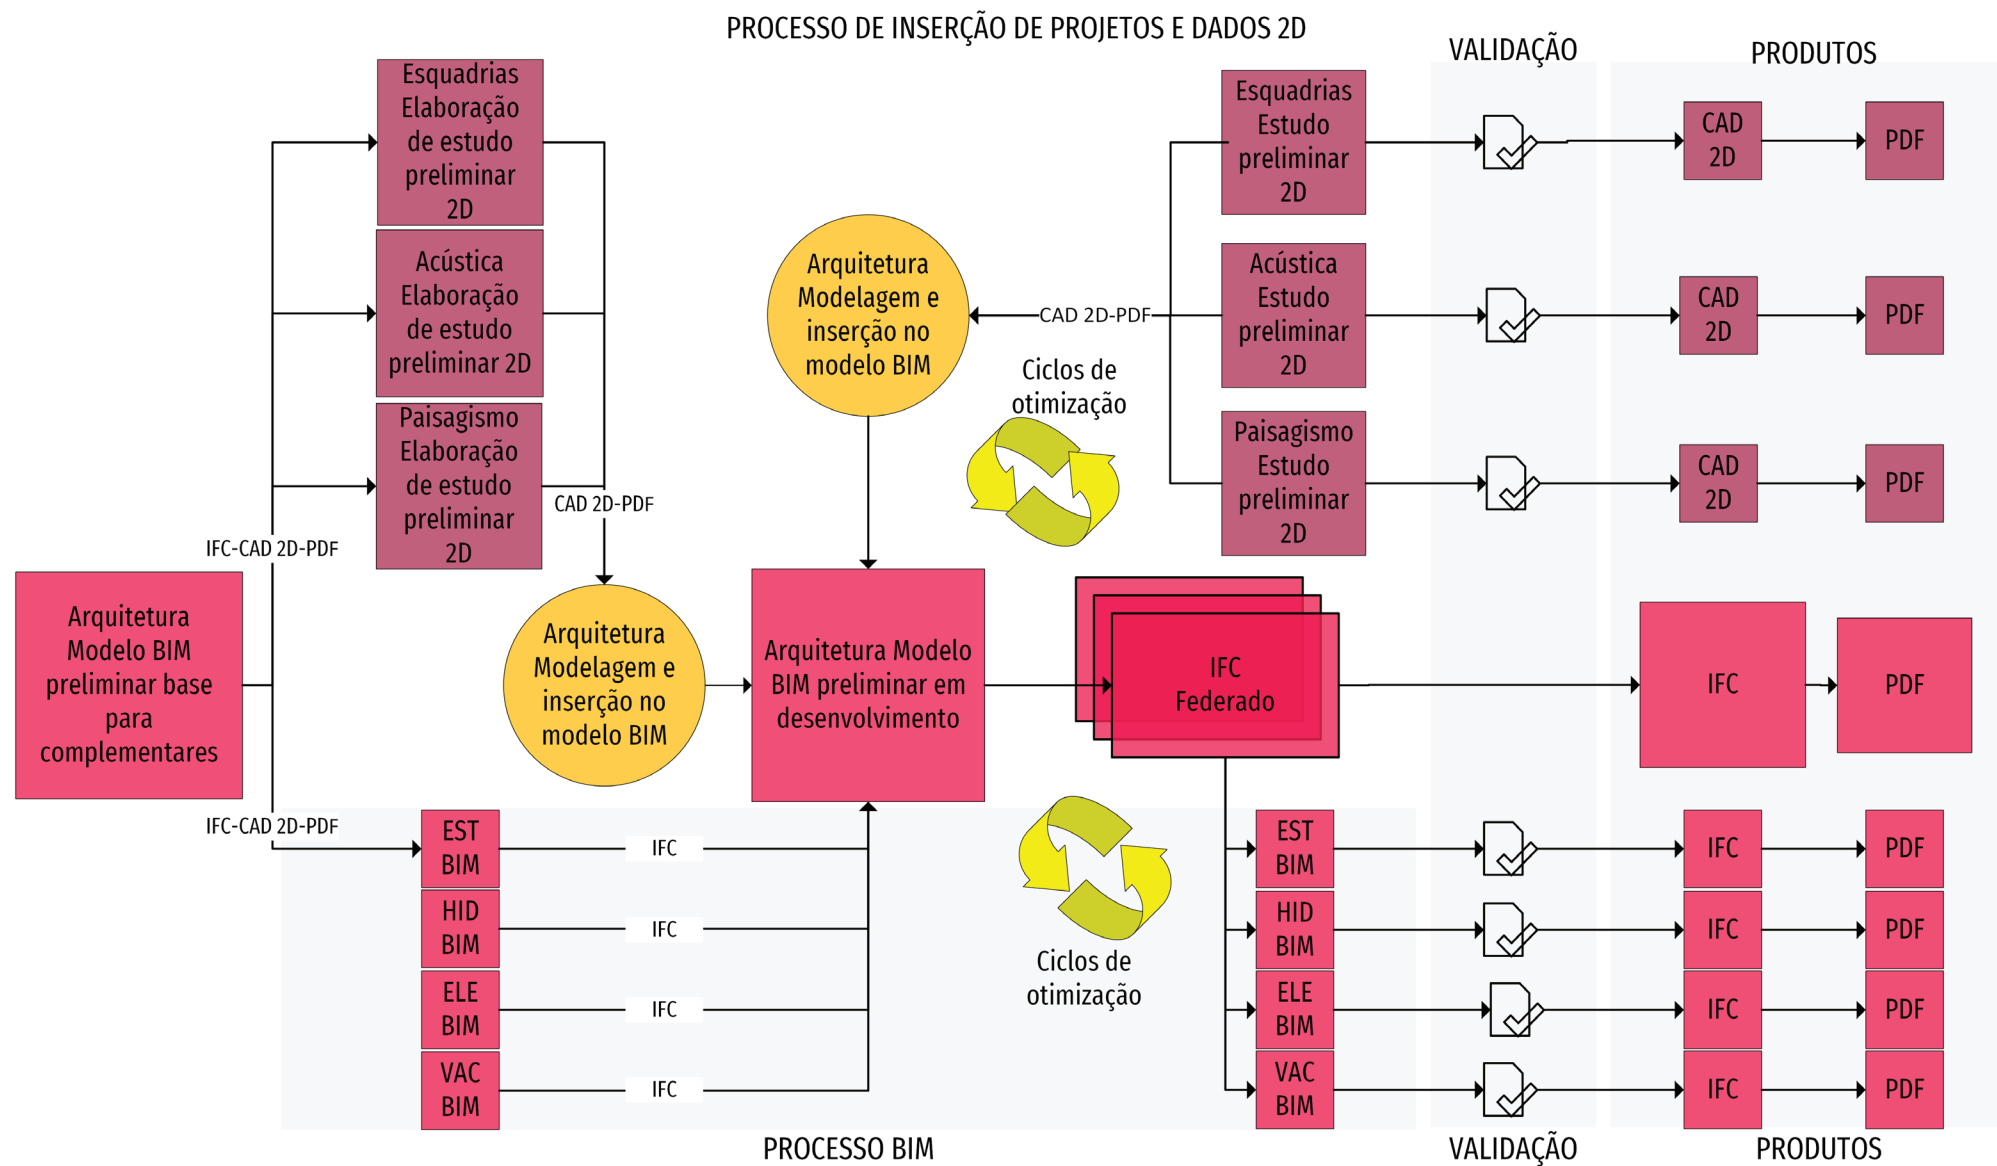 PROCESSO DE INSERÇÃO DE PROJETOS E DADOS 2D
VALIDAÇÃO
PRODUTOS
Esquadrias
Elaboração
de estudo
preliminar
2D
Acústica
Elaboração
de estudo
preliminar 2D
Paisagismo
Elaboração
de estudo
preliminar
2D
CAD 2D-PDF
IFC-CAD 2D-PDF
Arquitetura
Modelo BIM
preliminar base
para
complementares
IFC-CAD 2D-PDF
Arquitetura
Modelagem e
inserção no
modelo BIM
Arquitetura
Modelagem e
inserção no
modelo BIM
CAD 2D-PDF
Ciclos de
otimização
Esquadrias
Estudo
preliminar
2D
CAD
2D
PDF
Acústica
Estudo
preliminar
2D
CAD
2D
PDF
Paisagismo
Estudo
preliminar
2D
CAD
2D
PDF
Arquitetura Modelo
BIM preliminar em
desenvolvimento
IFC
Federado
IFC
PDF
EST
BIM
IFC
HID
BIM
IFC
ELE
BIM
IFC
VAC
BIM
IFC
Ciclos de
otimização
EST
BIM
IFC
PDF
HID
BIM
IFC
PDF
ELE
BIM
IFC
PDF
VAC
BIM
IFC
PDF
PROCESSO BIM
VALIDAÇÃO
PRODUTOS